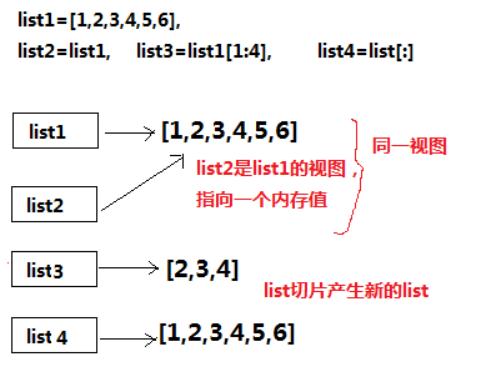 list1=[1,2,3,4,5,6],
list2=list1, list3=list1[1:4], list4=list[:]
list1
[1,2,3,4,5,6]
同一视图
list2是list1的视图，
指向一个内存值
list2
list3
[2,3,4]
list切片产生新的list
list 4
[1,2,3,4,5,6]